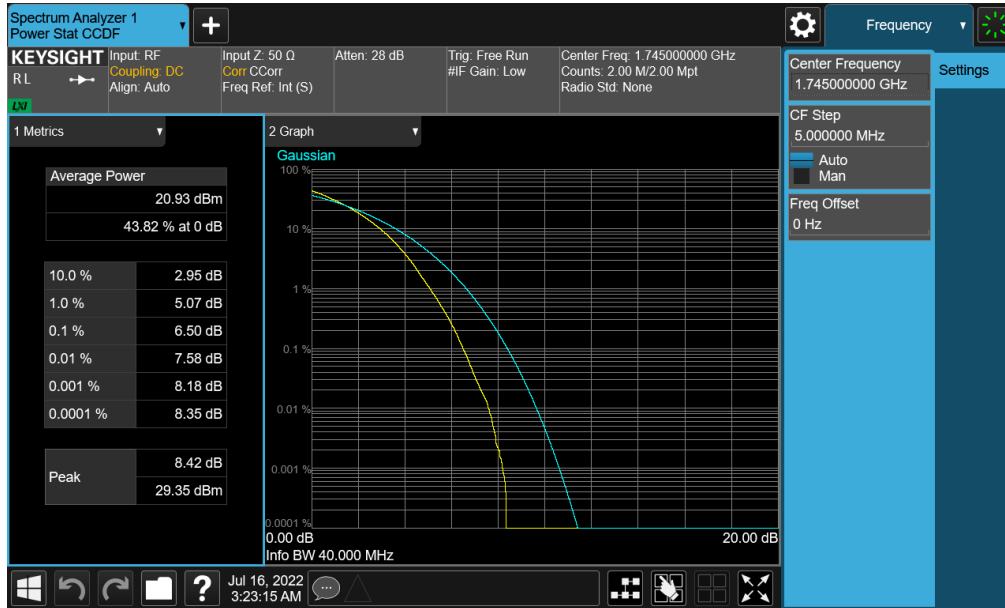 Spectrum Analyzer 1
Power Stat CCDF
Frequency
KEYSIGHT
R L
LXI
Input: RF
Coupling: DC
Align: Auto
Input Z: 50 Ω
Corr CCorr
Freq Ref: Int (S)
Atten: 28 dB
Trig: Free Run
#IF Gain: Low
Center Freq: 1.745000000 GHz
Counts: 2.00 M/2.00 Mpt
Radio Std: None
Center Frequency
1.745000000 GHz
Settings
CF Step
5.000000 MHz
Auto
Man
Freq Offset
0 Hz
1 Metrics
Average Power
20.93 dBm
43.82 % at 0 dB
10.0 % 2.95 dB
1.0 % 5.07 dB
0.1 % 6.50 dB
0.01 % 7.58 dB
0.001 % 8.18 dB
0.0001 % 8.35 dB
Peak
8.42 dB
29.35 dBm
2 Graph
Gaussian
100 %
10 %
1 %
0.1 %
0.01 %
0.001 %
0.0001 %
0.00 dB 20.00 dB
Info BW 40.000 MHz
?
Jul 16, 2022
3:23:15 AM